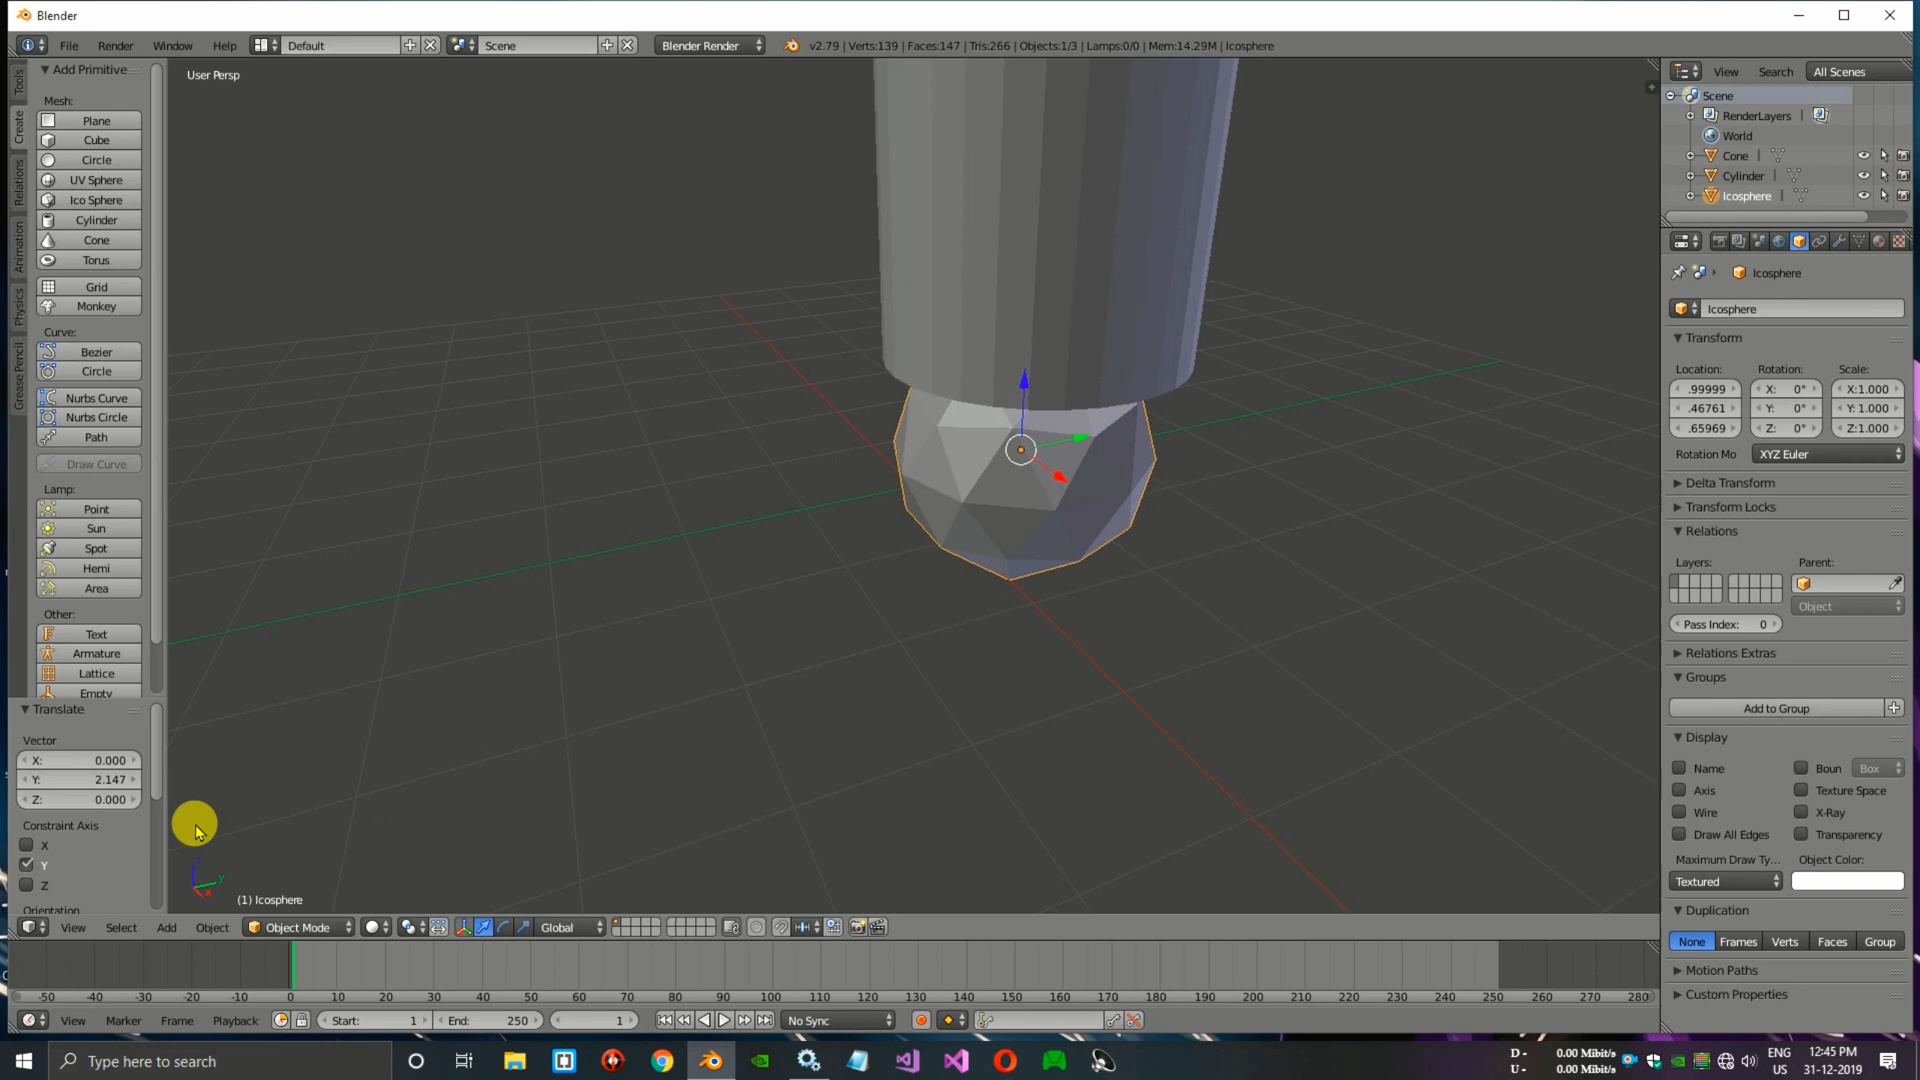 Blender
File Render Window Help Default Scene Blender Render v2.79 | Verts:139 | Faces:147 | Tris:266 | Objects:1/3 | Lamps:0/0 | Mem:14.29M | Icosphere
Tools
Create
Relations
Animation
Physics
Grease Pencil
Add Primitive
Mesh:
Plane
Cube
Circle
UV Sphere
Ico Sphere
Cylinder
Cone
Torus
Grid
Monkey
Curve:
Bezier
Circle
Nurbs Curve
Nurbs Circle
Path
Draw Curve
Lamp:
Point
Sun
Spot
Hemi
Area
Other:
Text
Armature
Lattice
Empty
Translate
Vector
X: 0.000
Y: 2.147
Z: 0.000
Constraint Axis
X
Y
Z
Orientation
User Persp
(1) Icosphere
View Search All Scenes
Scene
RenderLayers |
World
Cone |
Cylinder |
Icosphere |
Icosphere
Icosphere
Transform
Location: Rotation: Scale:
.99999 X: 0° X:1.000
.46761 Y: 0° Y: 1.000
.65969 Z: 0° Z:1.000
Rotation Mo XYZ Euler
Delta Transform
Transform Locks
Relations
Layers: Parent:
Object
Pass Index: 0
Relations Extras
Groups
Add to Group
Display
Name Boun Box
Axis Texture Space
Wire X-Ray
Draw All Edges Transparency
Maximum Draw Ty... Object Color:
Textured
Duplication
None Frames Verts Faces Group
Motion Paths
Custom Properties
View Select Add Object Object Mode Global
-50 -40 -30 -20 -10 0 10 20 30 40 50 60 70 80 90 100 110 120 130 140 150 160 170 180 190 200 210 220 230 240 250 260 270 280
View Marker Frame Playback Start: 1 End: 250 1 No Sync
Type here to search
D - 0.00 Mibit/s
U - 0.00 Mibit/s
ENG
US
12:45 PM
31-12-2019